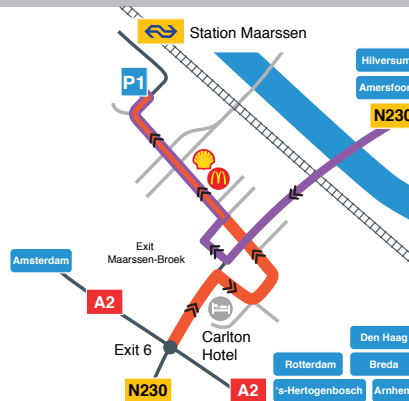 Station Maarssen
P1
Hilversum
Amersfoor
N230
Exit
Maarssen-Broek
Amsterdam
A2
Exit 6
Carlton
Hotel
Den Haag
Rotterdam
Breda
N230
A2
's-Hertogenbosch
Arnhem